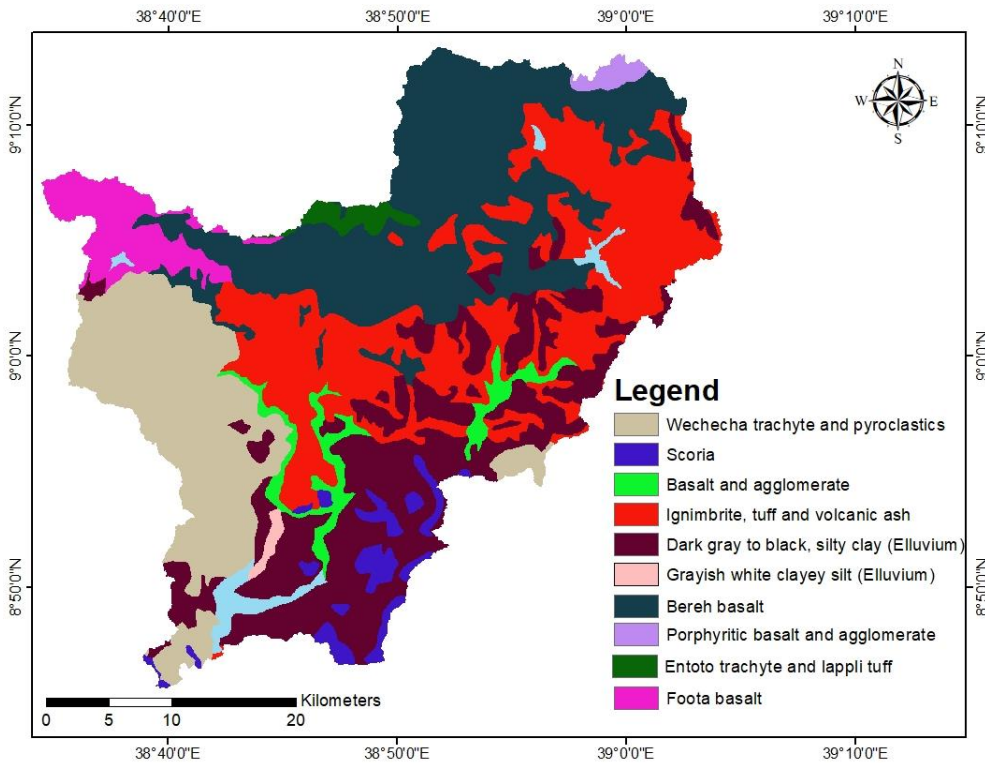 38°40'0"E 38°50'0"E 39°0'0"E 39°10'0"E
N
W E
S
9°10'0"N 9°10'0"N
9°0'0"N 9°0'0"N
8°50'0"N 8°50'0"N
Legend
Wechecha trachyte and pyroclastics
Scoria
Basalt and agglomerate
Ignimbrite, tuff and volcanic ash
Dark gray to black, silty clay (Elluvium)
Grayish white clayey silt (Elluvium)
Bereh basalt
Porphyritic basalt and agglomerate
Entoto trachyte and lappli tuff
Foota basalt
Kilometers
0 5 10 20
38°40'0"E 38°50'0"E 39°0'0"E 39°10'0"E